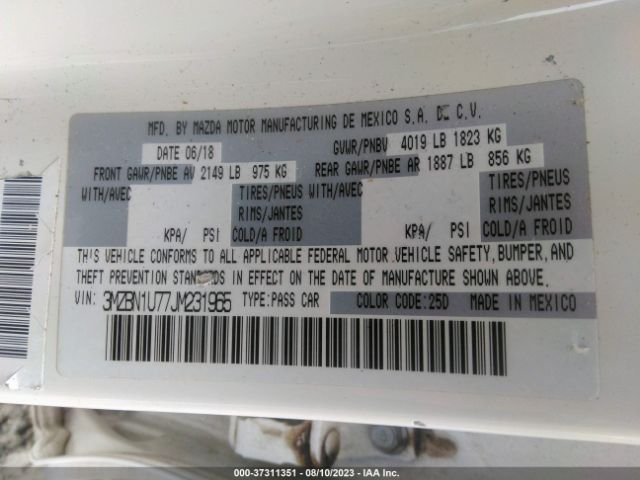 MFD. BY MAZDA MOTOR MANUFACTURING DE MEXICO S.A. DE C.V.
DATE 06/18 GVWR/PNBV 4019 LB 1823 KG
FRONT GAWR/PNBE AV 2149 LB 975 KG REAR GAWR/PNBE AR 1887 LB 856 KG
WITH/AVEC TIRES/PNEUS WITH/AVEC TIRES/PNEUS
RIMS/JANTES RIMS/JANTES
KPA/ PSI COLD/A FROID KPA/ PSI COLD/A FROID
THIS VEHICLE CONFORMS TO ALL APPLICABLE FEDERAL MOTOR VEHICLE SAFETY, BUMPER, AND
THEFT PREVENTION STANDARDS IN EFFECT ON THE DATE OF MANUFACTURE SHOWN ABOVE.
VIN: 3MZBN1U77JM231965 TYPE:PASS CAR COLOR CODE:25D MADE IN MEXICO
000-37311351 | 08/10/2023 | IAA Inc.